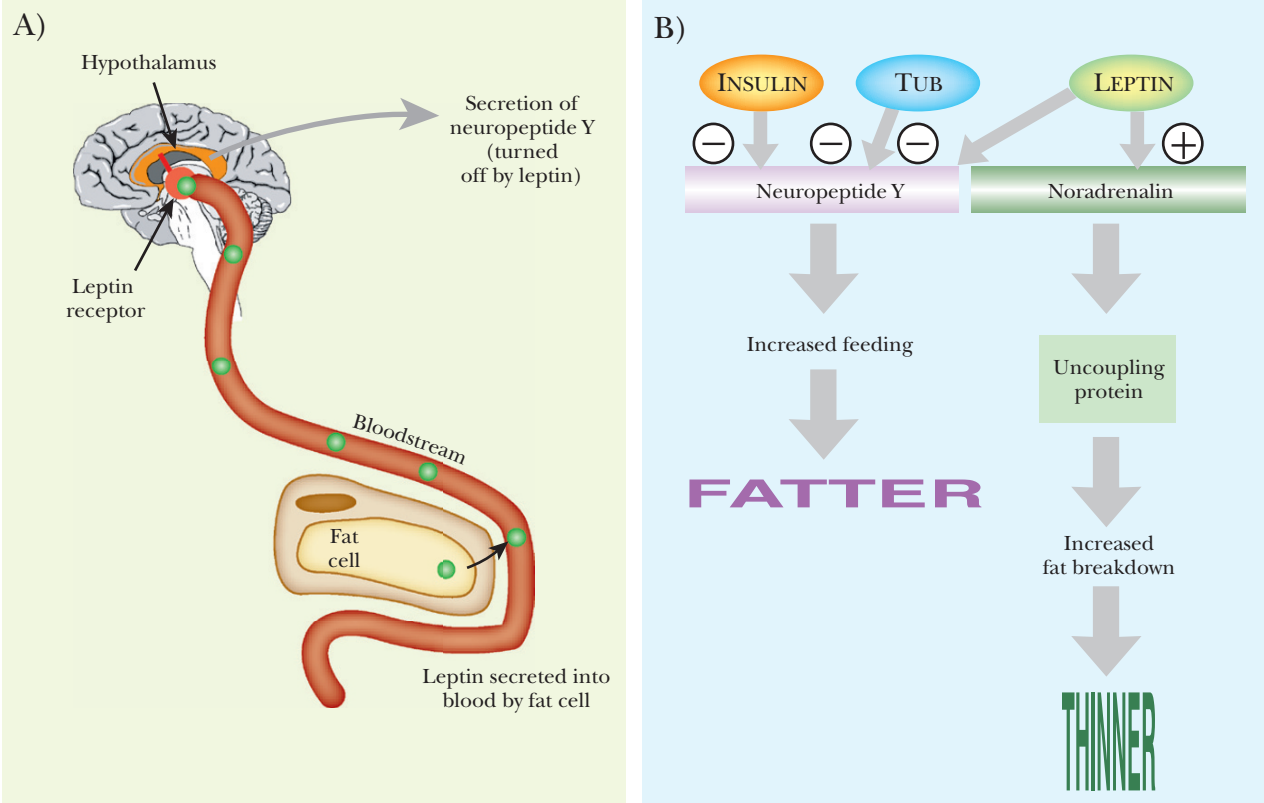 A)
Hypothalamus
Secretion of
neuropeptide Y
(turned
off by leptin)
Leptin
receptor
Bloodstream
Fat
cell
Leptin secreted into
blood by fat cell
B)
INSULIN
TUB
LEPTIN
−
−
−
+
Neuropeptide Y
Noradrenalin
Increased feeding
FATTER
Uncoupling
protein
Increased
fat breakdown
THINNER